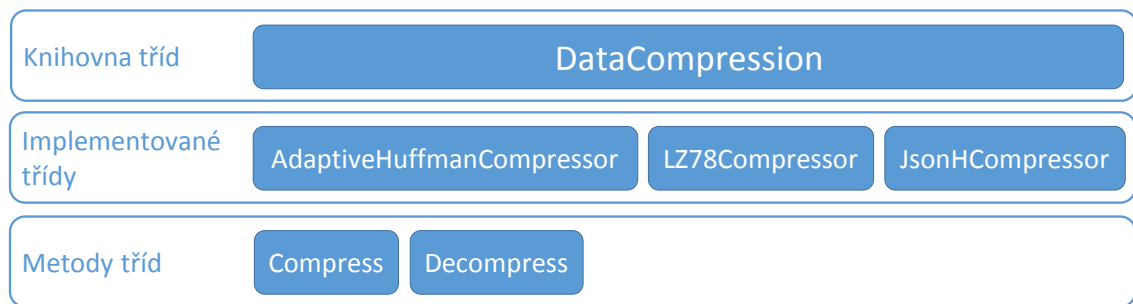 Knihovna tříd
DataCompression
Implementované
třídy
AdaptiveHuffmanCompressor
LZ78Compressor
JsonHCompressor
Metody tříd
Compress
Decompress